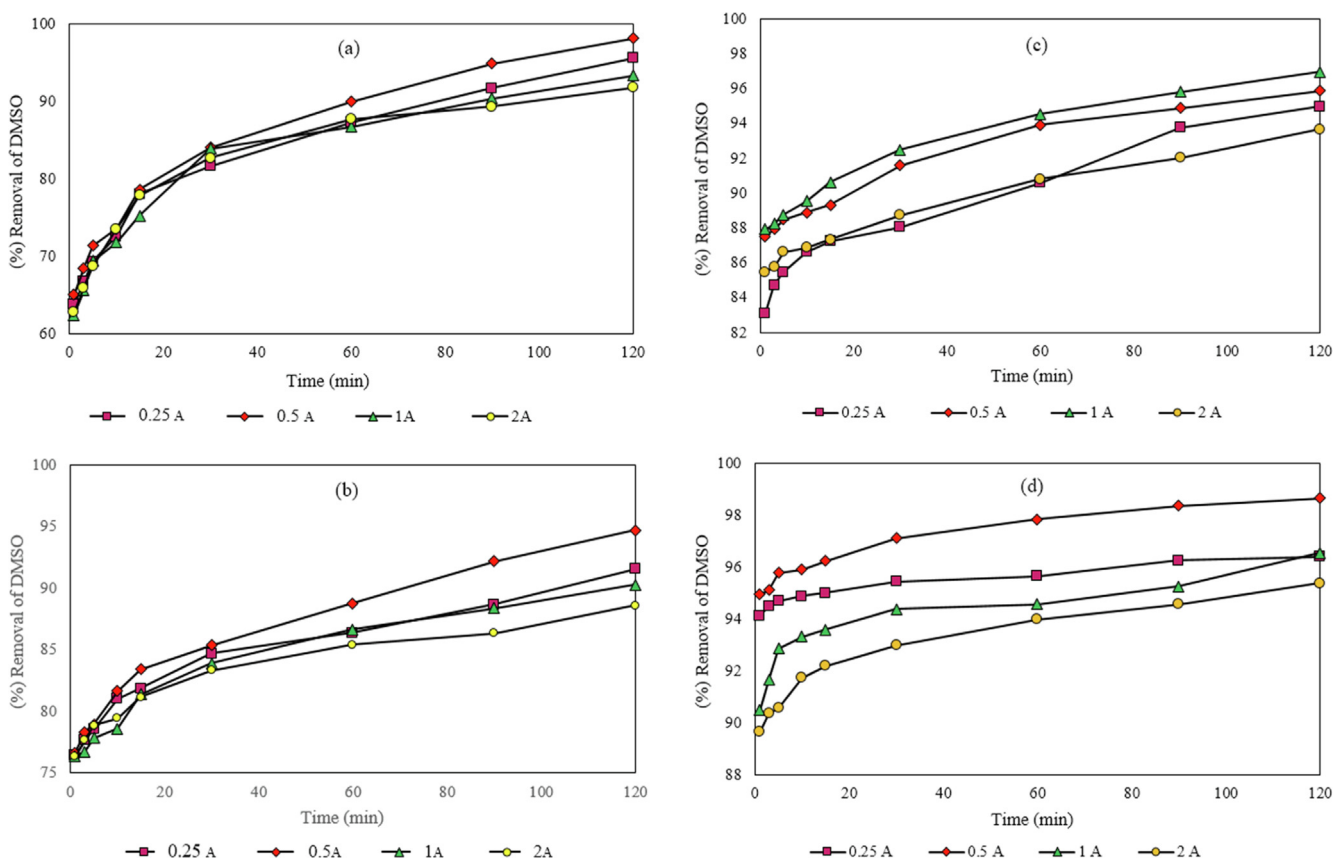 100
90
80
70
60
(%) Removal of DMSO
(a)
0 20 40 60 80 100 120
Time (min)
0.25 A 0.5 A 1A 2A
100
98
96
94
92
90
88
86
84
82
(%) Removal of DMSO
(c)
0 20 40 60 80 100 120
Time (min)
0.25 A 0.5 A 1 A 2 A
100
95
90
85
80
75
(%) Removal of DMSO
(b)
0 20 40 60 80 100 120
Time (min)
0.25 A 0.5A 1A 2A
100
98
96
94
92
90
88
(%) Removal of DMSO
(d)
0 20 40 60 80 100 120
Time (min)
0.25 A 0.5 A 1 A 2 A